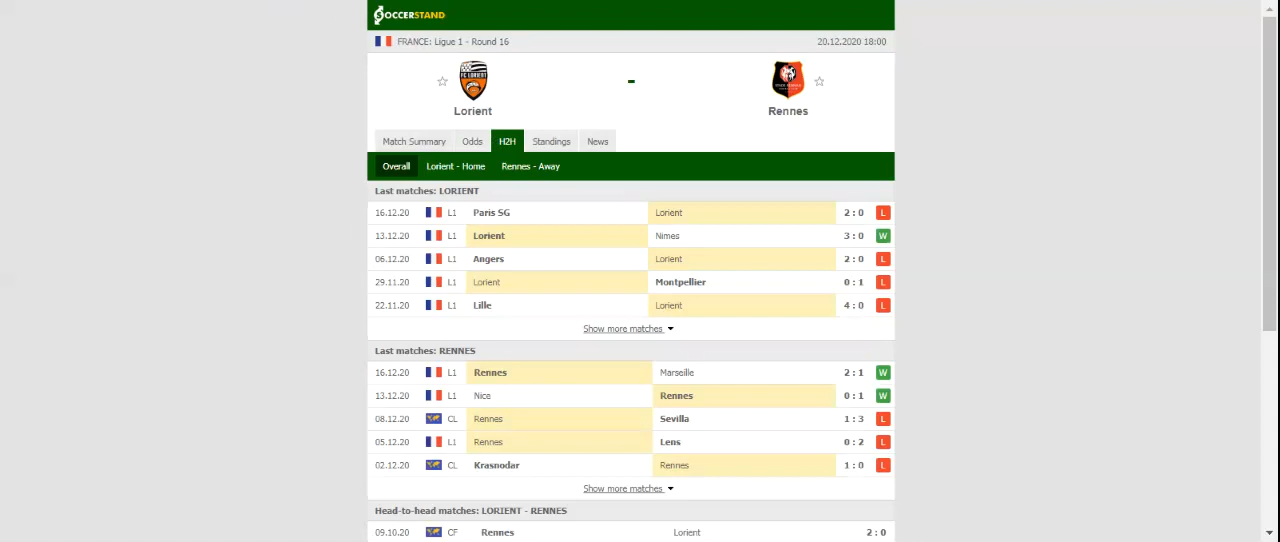 SOCCERSTAND
FRANCE: Ligue 1 - Round 16 20.12.2020 18:00
FC LORIENT
-
Lorient Rennes
Match Summary Odds H2H Standings News
Overall Lorient - Home Rennes - Away
Last matches: LORIENT
16.12.20 L1 Paris SG Lorient 2 : 0 L
13.12.20 L1 Lorient Nimes 3 : 0 W
06.12.20 L1 Angers Lorient 2 : 0 L
29.11.20 L1 Lorient Montpellier 0 : 1 L
22.11.20 L1 Lille Lorient 4 : 0 L
Show more matches
Last matches: RENNES
16.12.20 L1 Rennes Marseille 2 : 1 W
13.12.20 L1 Nice Rennes 0 : 1 W
08.12.20 CL Rennes Sevilla 1 : 3 L
05.12.20 L1 Rennes Lens 0 : 2 L
02.12.20 CL Krasnodar Rennes 1 : 0 L
Show more matches
Head-to-head matches: LORIENT - RENNES
09.10.20 CF Rennes Lorient 2 : 0